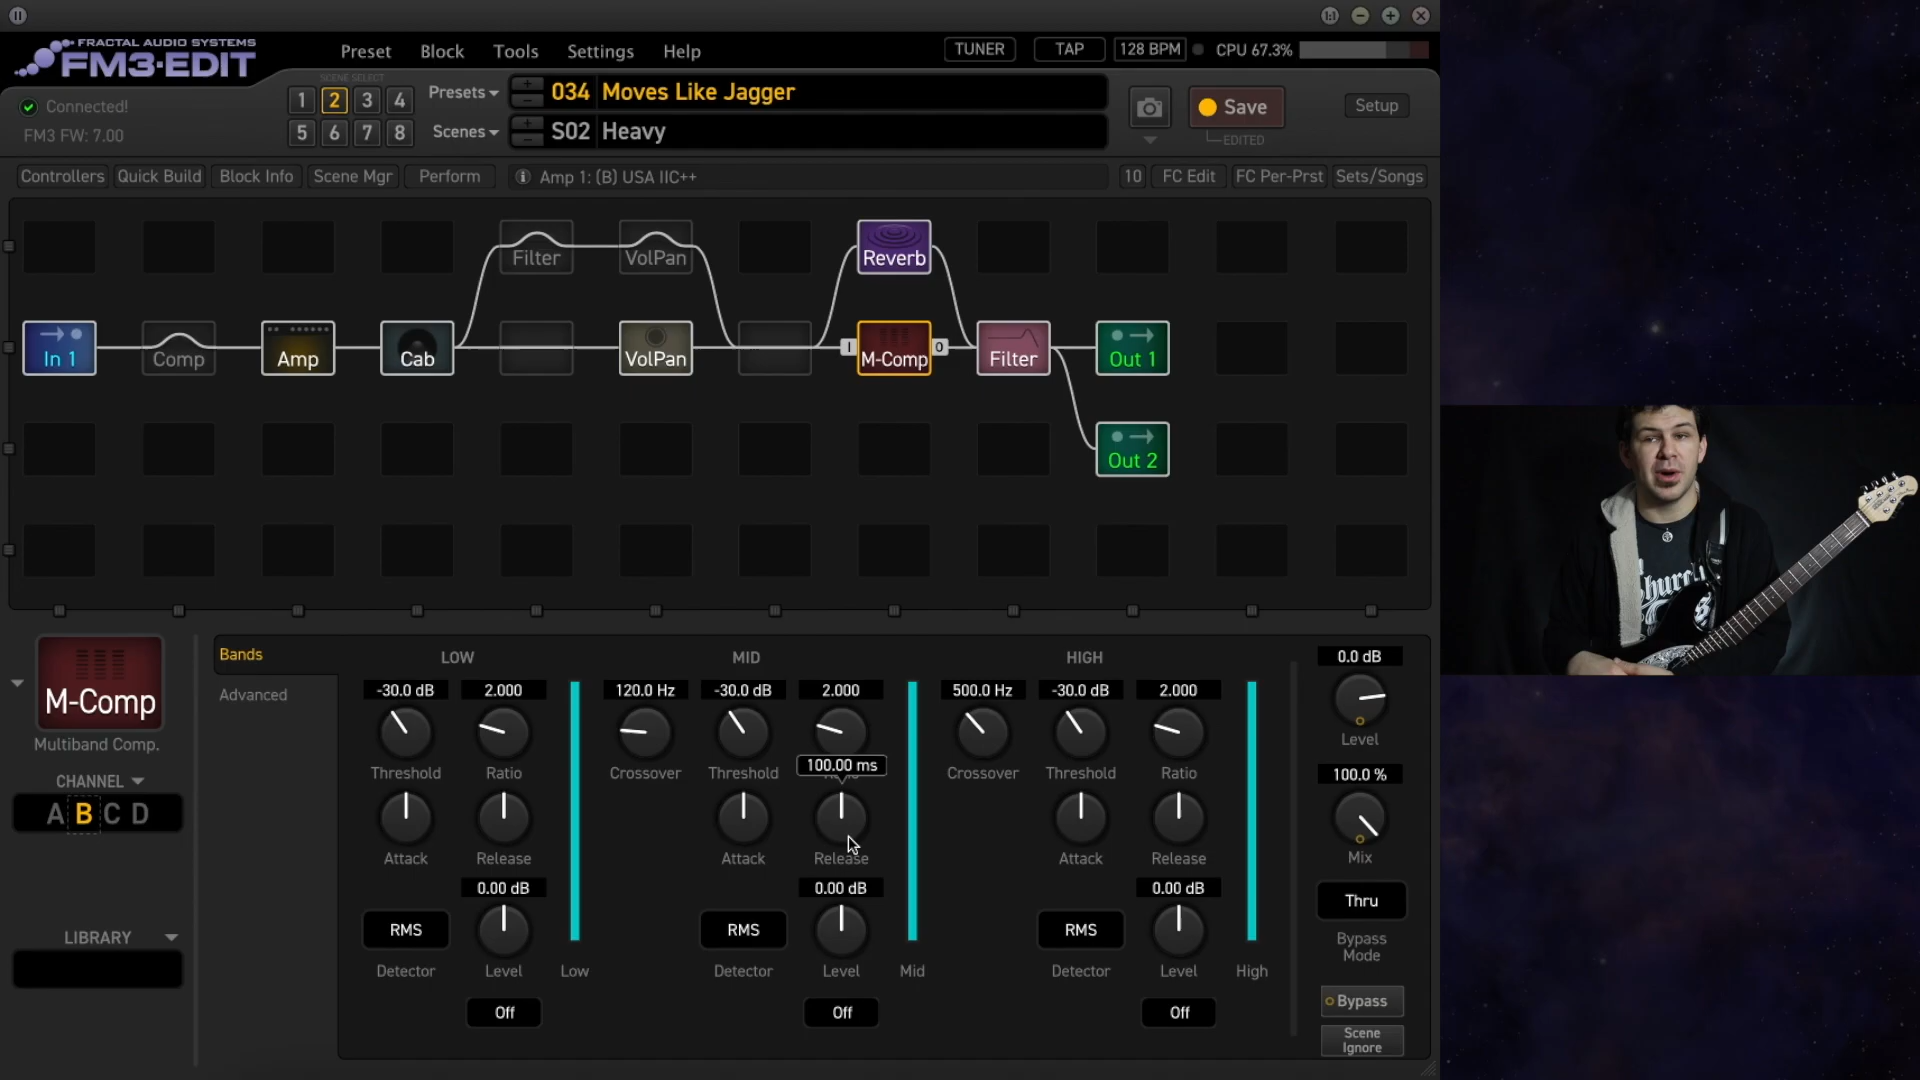 1:1
FRACTAL AUDIO SYSTEMS
FM3-EDIT
Preset Block Tools Settings Help
TUNER TAP 128 BPM CPU 67.3%
Connected!
FM3 FW: 7.00
SCENE SELECT
1 2 3 4
5 6 7 8
Presets 034 Moves Like Jagger
Scenes S02 Heavy
Save
EDITED
Setup
Controllers Quick Build Block Info Scene Mgr Perform Amp 1: (B) USA IIC++ 10 FC Edit FC Per-Prst Sets/Songs
Filter VolPan Reverb
In 1 Comp Amp Cab VolPan I M-Comp O Filter Out 1
Out 2
M-Comp
Multiband Comp.
CHANNEL
A B C D
LIBRARY
Bands
Advanced
LOW MID HIGH
-30.0 dB 2.000 120.0 Hz -30.0 dB 2.000 500.0 Hz -30.0 dB 2.000
Threshold Ratio Crossover Threshold Crossover Threshold Ratio
100.00 ms
Attack Release Attack Release Attack Release
0.00 dB 0.00 dB 0.00 dB
RMS RMS RMS
Detector Level Low Detector Level Mid Detector Level High
Off Off Off
0.0 dB
Level
100.0 %
Mix
Thru
Bypass
Mode
Bypass
Scene
Ignore